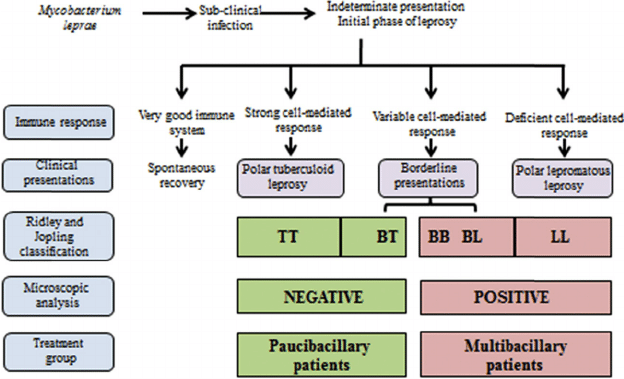 Mycobacterium
leprae
Sub-clinical
infection
Indeterminate presentation
Initial phase of leprosy
Immune response
Very good immune
system
Strong cell-mediated
response
Variable cell-mediated
response
Deficient cell-mediated
response
Clinical
presentations
Spontaneous
recovery
Polar tuberculoid
leprosy
Borderline
presentations
Polar lepromatous
leprosy
Ridley and
Jopling
classification
TT
BT
BB BL
LL
Microscopic
analysis
NEGATIVE
POSITIVE
Treatment
group
Paucibacillary
patients
Multibacillary
patients